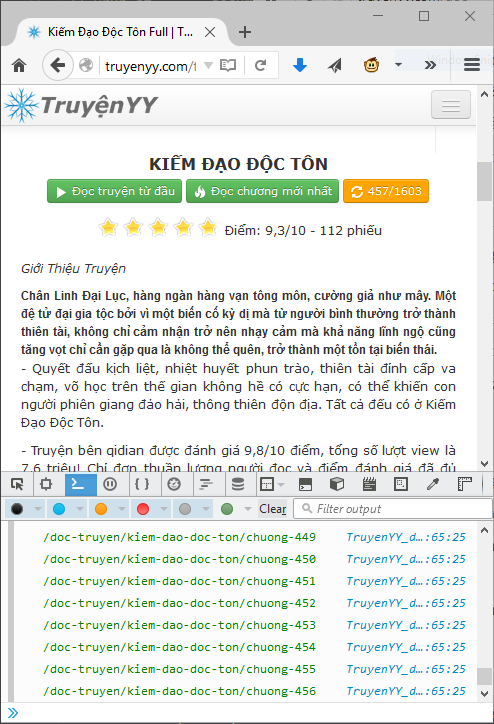 Kiếm Đạo Độc Tôn Full | T...
truyenyy.com/t
TruyệnYY
KIẾM ĐẠO ĐỘC TÔN
Đọc truyện từ đầu
Đọc chương mới nhất
457/1603
Điểm: 9,3/10 - 112 phiếu
Giới Thiệu Truyện
Chân Linh Đại Lục, hàng ngàn hàng vạn tông môn, cường giả như mây. Một
đệ tử đại gia tộc bởi vì một biến cố kỳ dị mà từ người bình thường trở thành
thiên tài, không chỉ cảm nhận trở nên nhạy cảm mà khả năng lĩnh ngộ cũng
tăng vọt chỉ cần gặp qua là không thể quên, trở thành một tồn tại biến thái.
- Quyết đấu kịch liệt, nhiệt huyết phun trào, thiên tài đính cấp va
chạm, võ học trên thế gian không hề có cực hạn, có thể khiến con
người phiên giang đảo hải, thông thiên độn địa. Tất cả đều có ở Kiếm
Đạo Độc Tôn.
- Truyện bên qidian được đánh giá 9,8/10 điểm, tổng số lượt view là
7,6 triệu! Chỉ đơn thuần lượng người đọc và điểm đánh giá đã đủ
Clear
Filter output
/doc-truyen/kiem-dao-doc-ton/chuong-449 TruyenYY_d…:65:25
/doc-truyen/kiem-dao-doc-ton/chuong-450 TruyenYY_d…:65:25
/doc-truyen/kiem-dao-doc-ton/chuong-451 TruyenYY_d…:65:25
/doc-truyen/kiem-dao-doc-ton/chuong-452 TruyenYY_d…:65:25
/doc-truyen/kiem-dao-doc-ton/chuong-453 TruyenYY_d…:65:25
/doc-truyen/kiem-dao-doc-ton/chuong-454 TruyenYY_d…:65:25
/doc-truyen/kiem-dao-doc-ton/chuong-455 TruyenYY_d…:65:25
/doc-truyen/kiem-dao-doc-ton/chuong-456 TruyenYY_d…:65:25